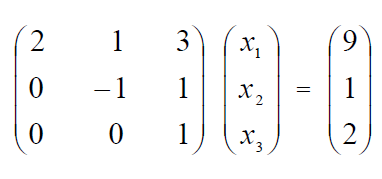 2 1 3 x₁ 9
0 −1 1 x₂ = 1
0 0 1 x₃ 2